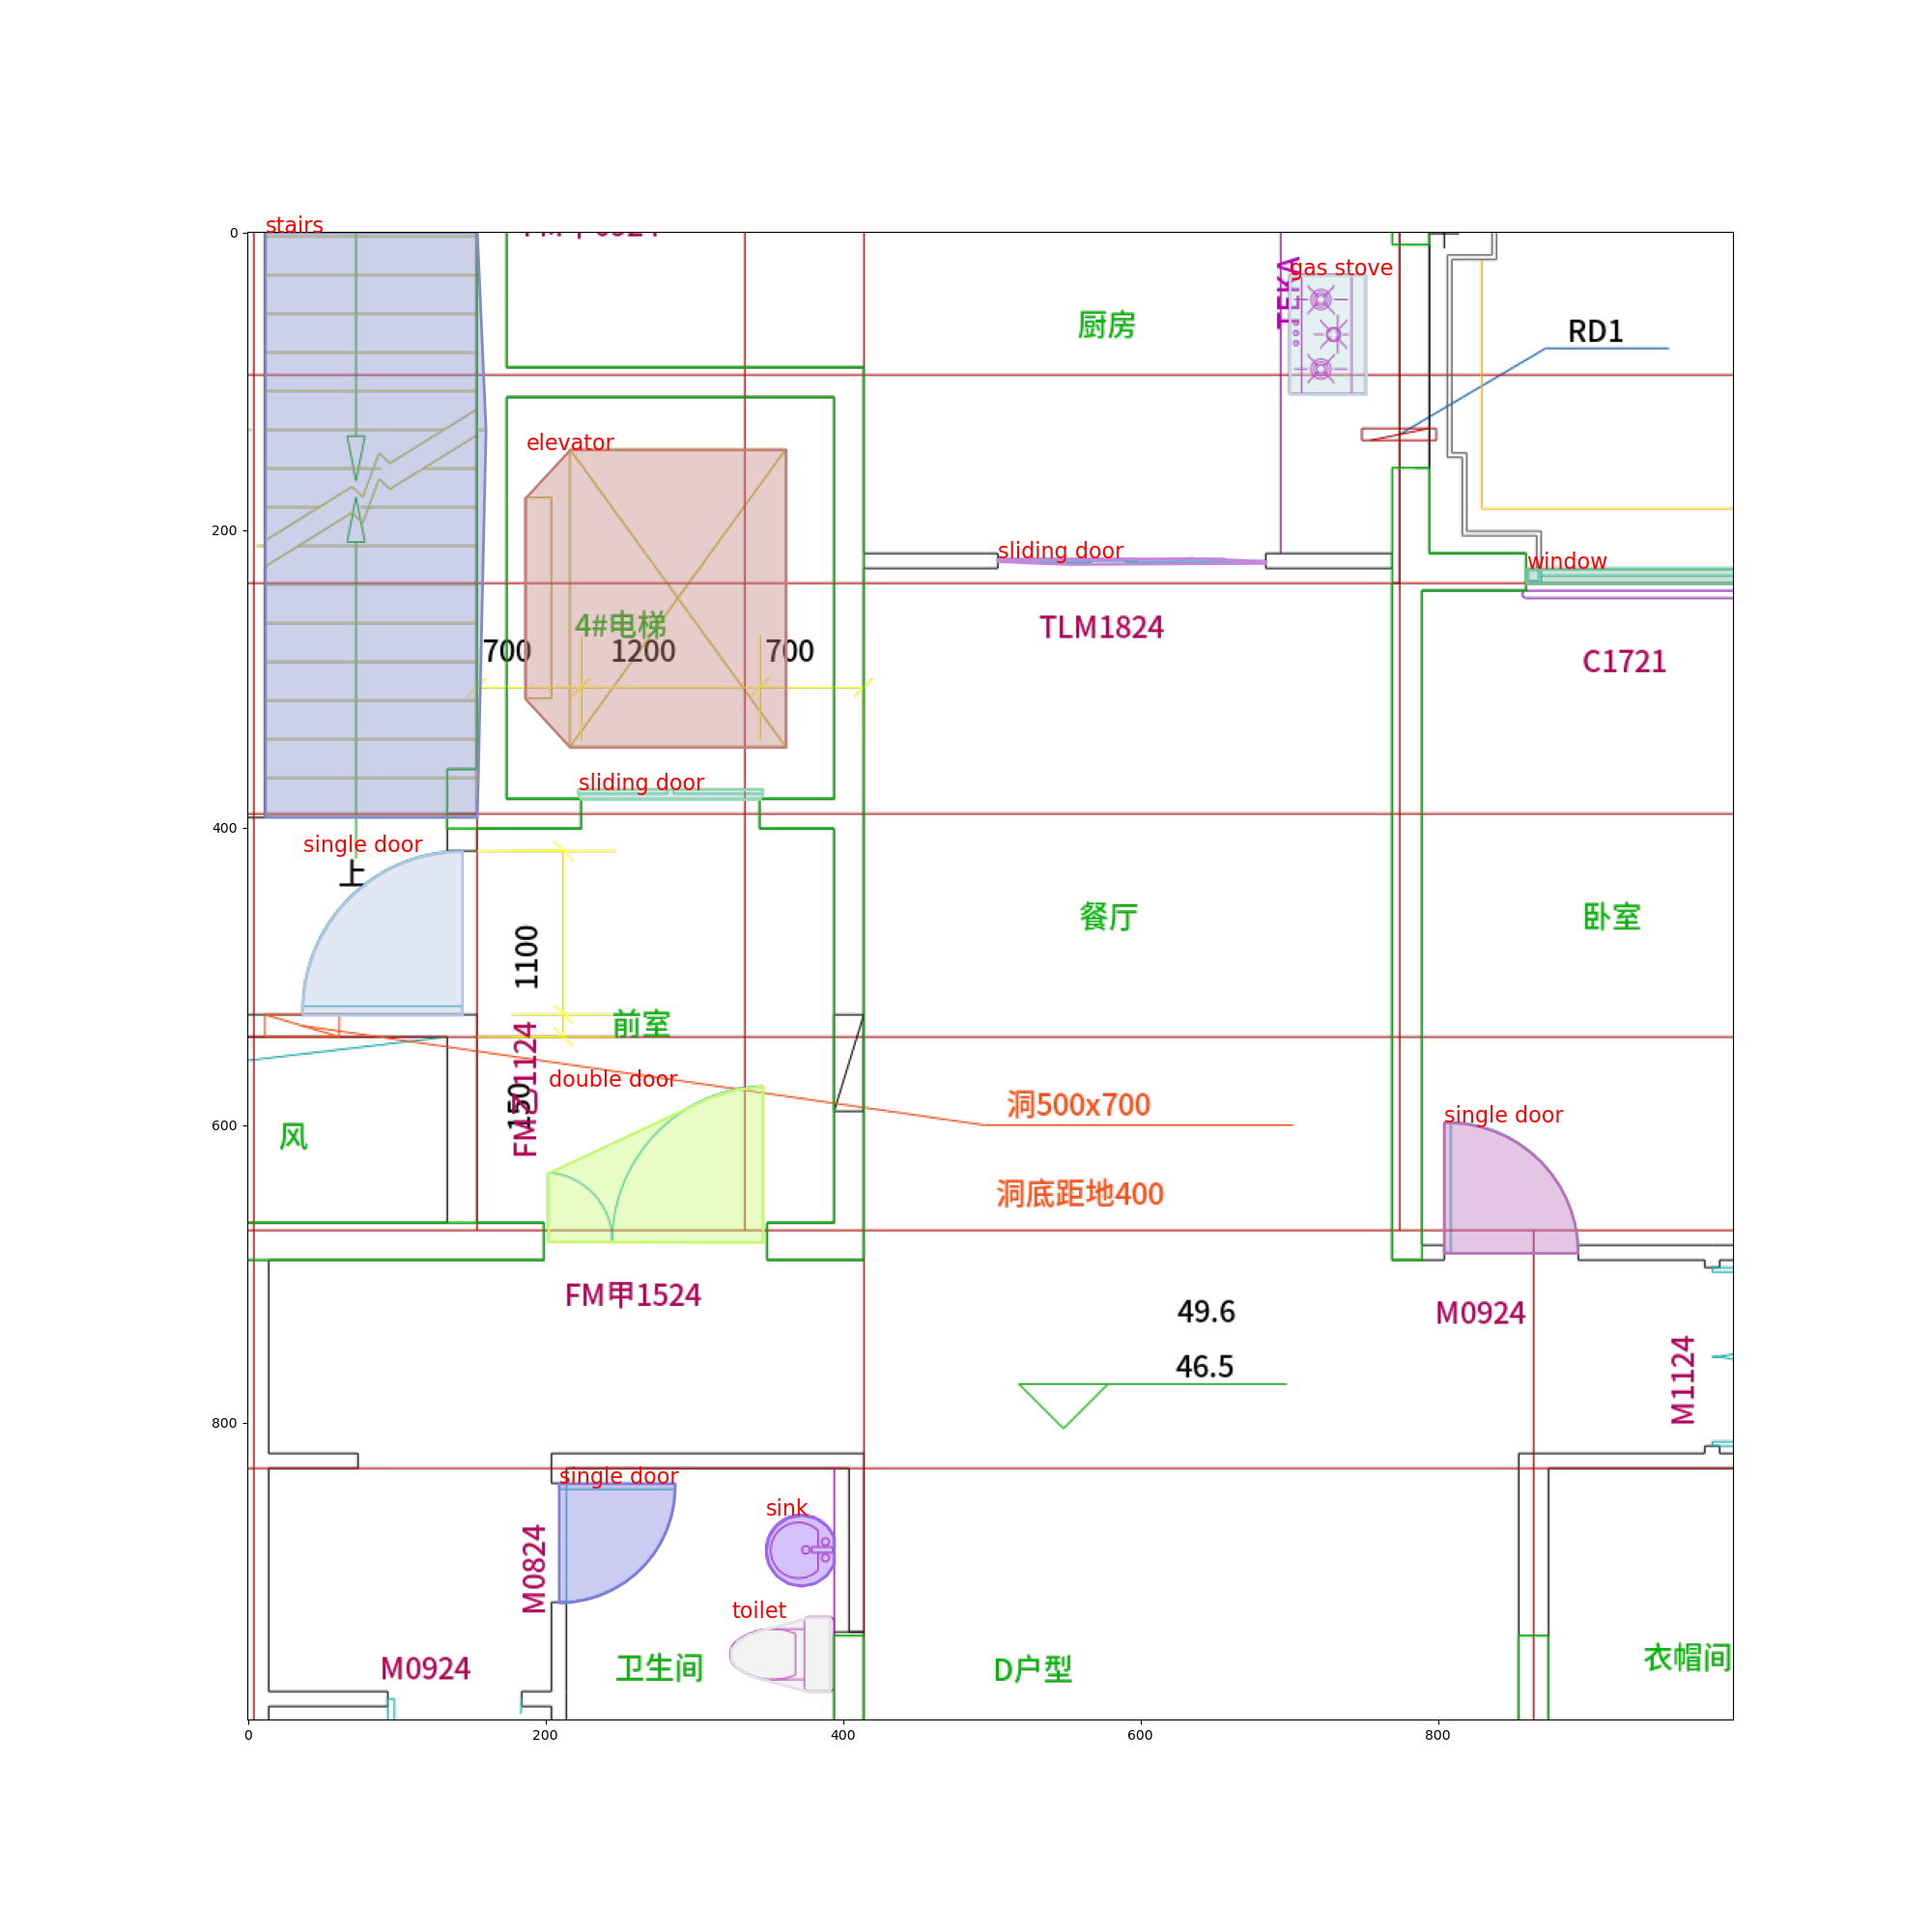 stairs
gas stove
厨房
RD1
elevator
sliding door
window
4#电梯
700
1200
700
TLM1824
C1721
sliding door
single door
上
1100
餐厅
卧室
前室
FM乙1124
150
double door
洞500x700
single door
风
洞底距地400
FM甲1524
49.6
M0924
46.5
M1124
single door
sink
M0824
toilet
M0924
卫生间
D户型
衣帽间
0
200
400
600
800
0
200
400
600
800